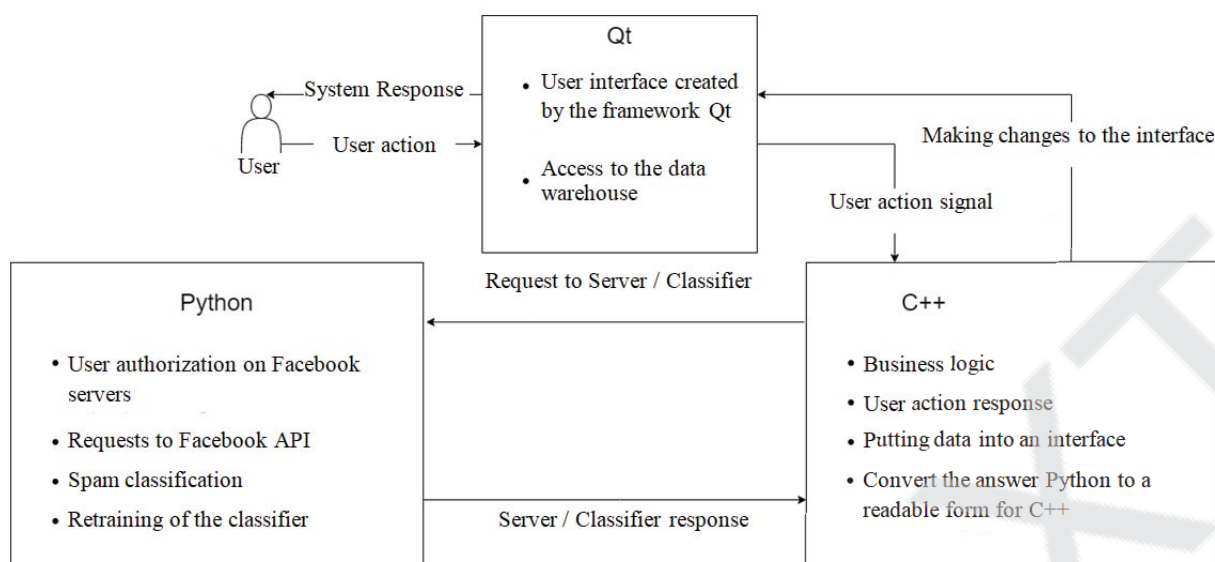 Qt
• User interface created
by the framework Qt
• Access to the data
warehouse
System Response
User action
User
Making changes to the interface
User action signal
Request to Server / Classifier
Python
• User authorization on Facebook
servers
• Requests to Facebook API
• Spam classification
• Retraining of the classifier
Server / Classifier response
C++
• Business logic
• User action response
• Putting data into an interface
• Convert the answer Python to a
readable form for C++